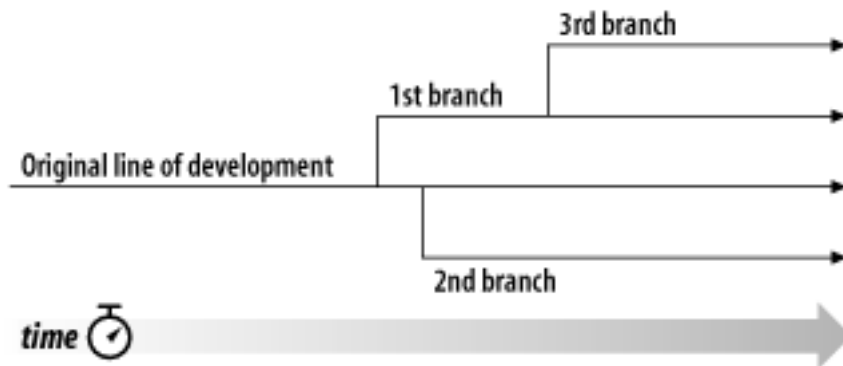 3rd branch
1st branch
Original line of development
2nd branch
time